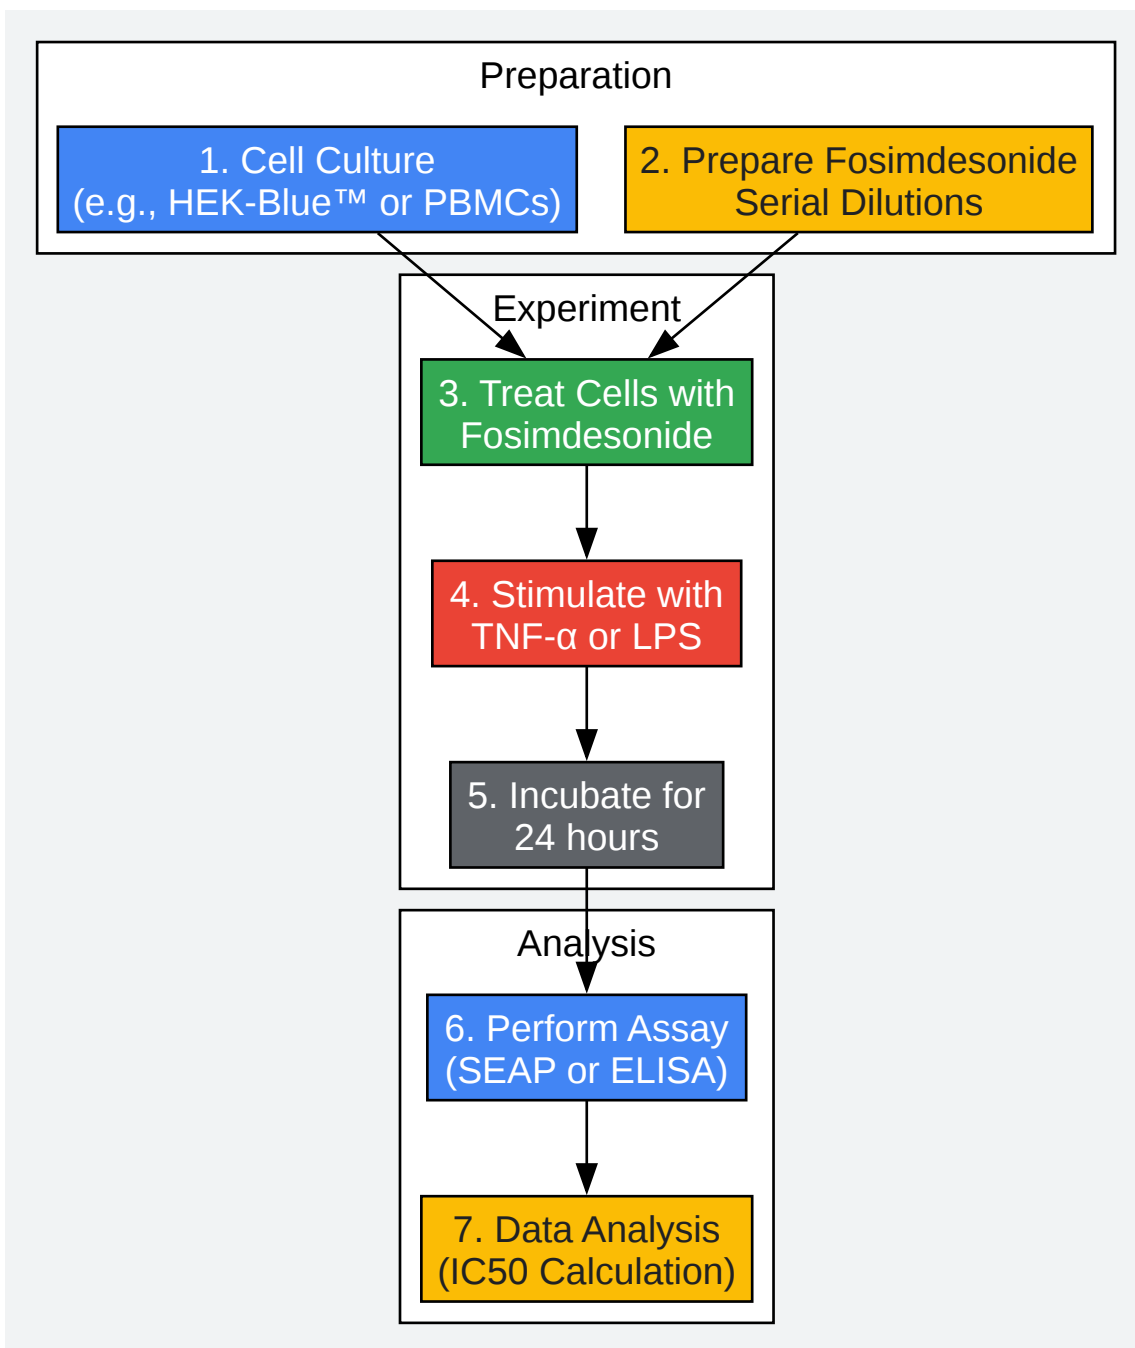 Preparation
1. Cell Culture
(e.g., HEK-Blue™ or PBMCs)
2. Prepare Fosimdesonide
Serial Dilutions
Experiment
3. Treat Cells with
Fosimdesonide
4. Stimulate with
TNF-α or LPS
5. Incubate for
24 hours
Analysis
6. Perform Assay
(SEAP or ELISA)
7. Data Analysis
(IC50 Calculation)